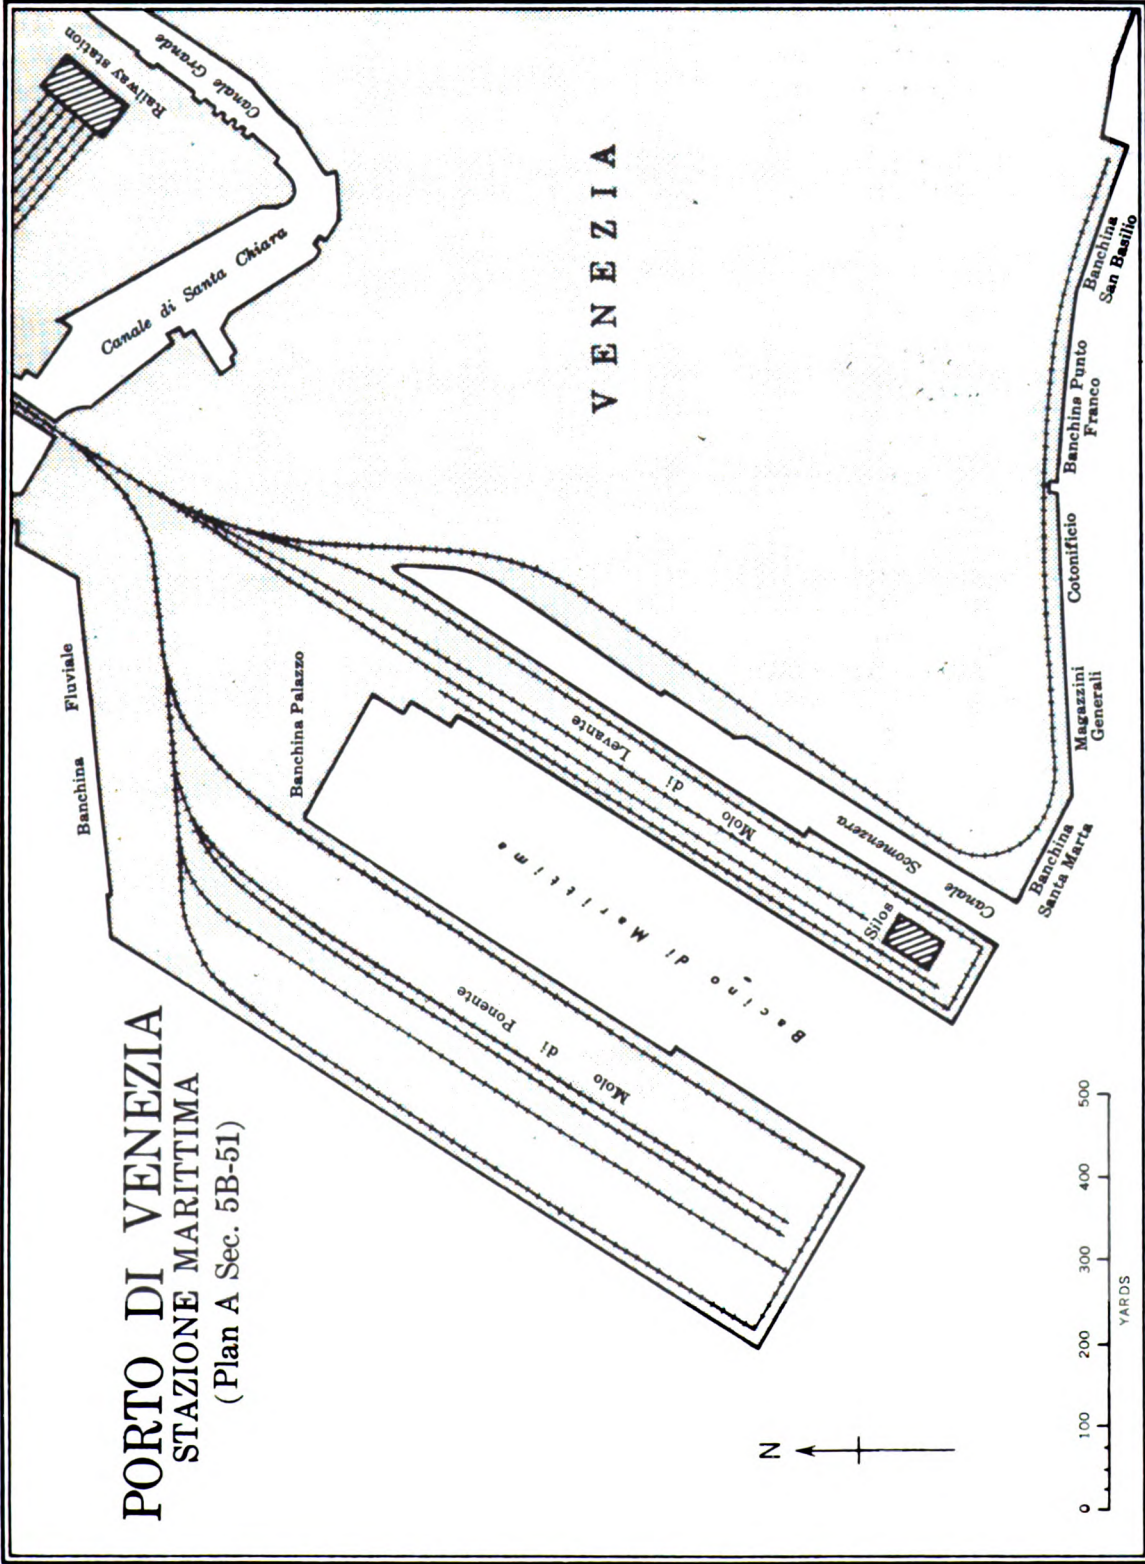 PORTO DI VENEZIA
STAZIONE MARITTIMA
(Plan A Sec. 5B-51)
Banchina Fluviale
Banchina Palazzo
Railway station
Canale Grande
Canale di Santa Chiara
VENEZIA
Molo di Ponente
Bacino di Marittima
Molo di Levante
Canale Scomenzera
Silos
Banchina
Santa Marta
Magazzini
Generali
Cotonificio
Banchina Punto
Franco
Banchina
San Basilio
N
0 100 200 300 400 500
YARDS